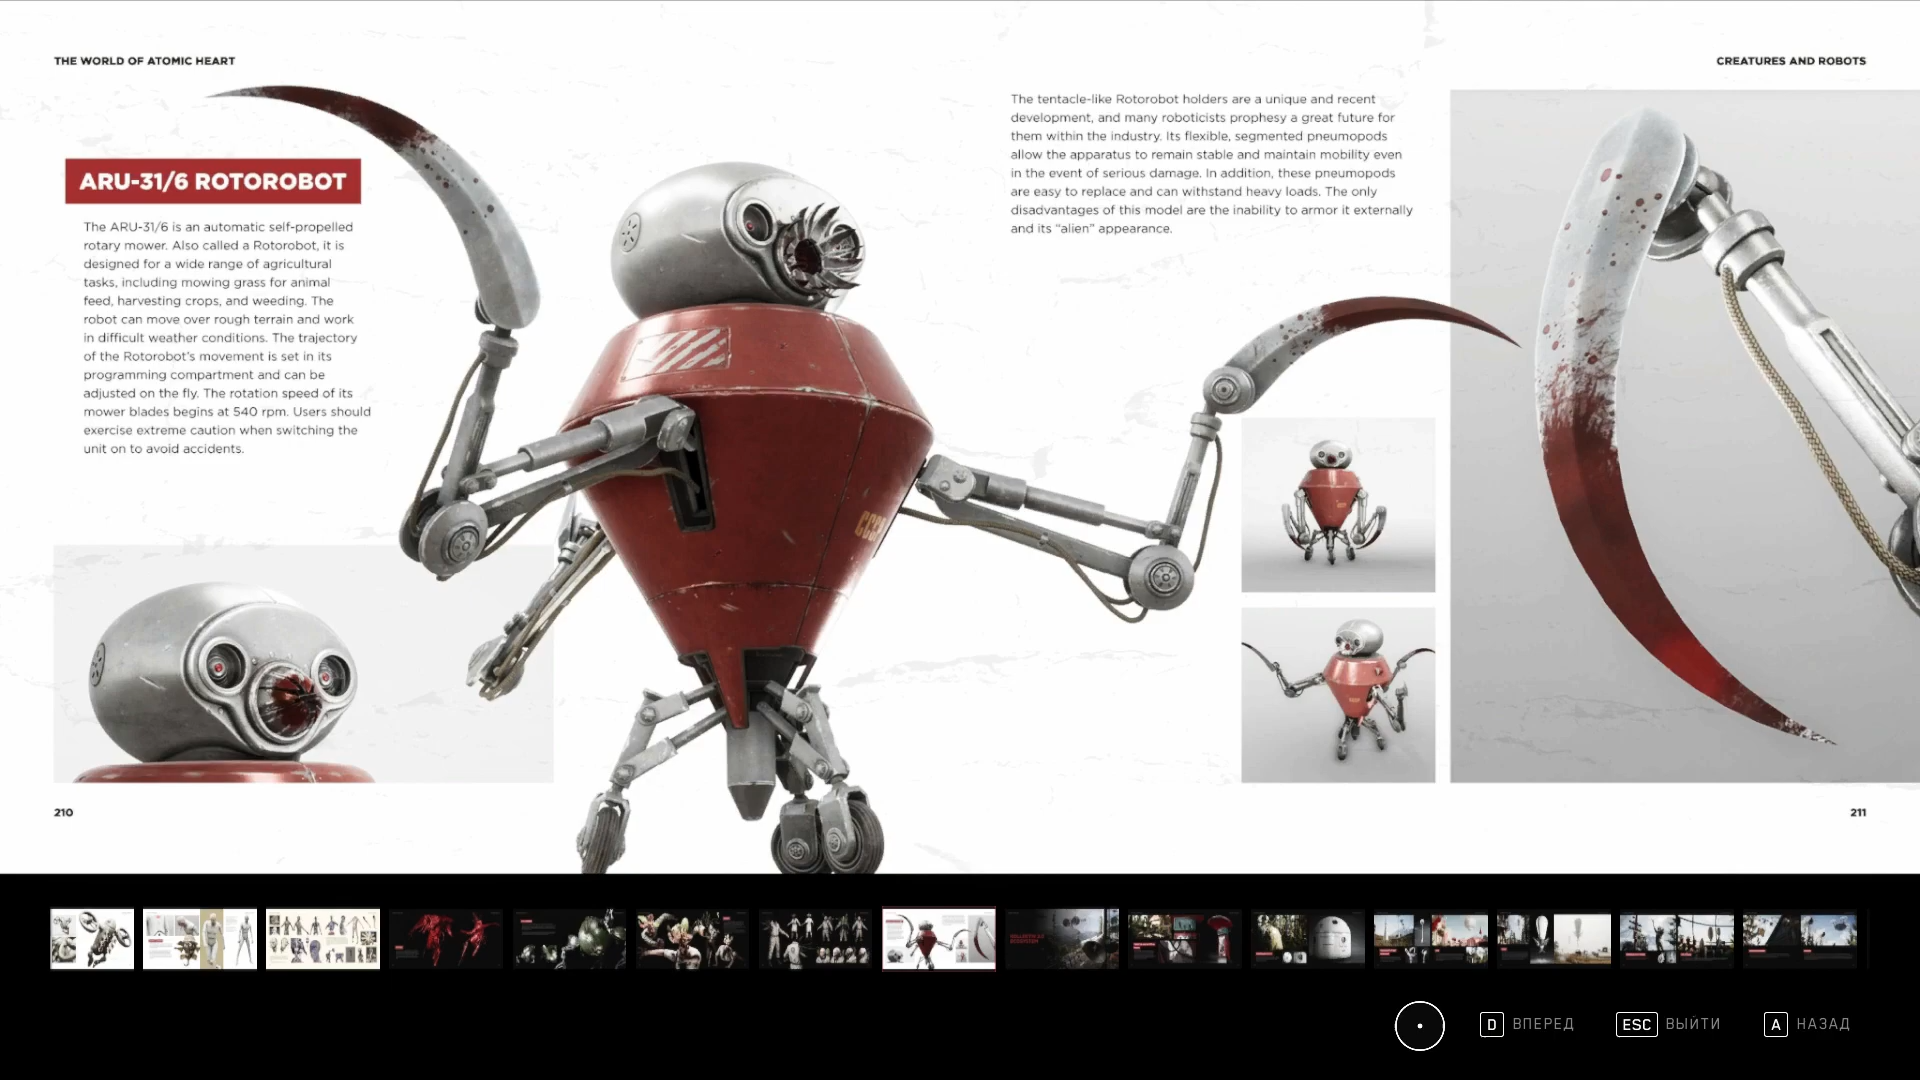 THE WORLD OF ATOMIC HEART
CREATURES AND ROBOTS
ARU-31/6 ROTOROBOT
The ARU-31/6 is an automatic self-propelled
rotary mower. Also called a Rotorobot, it is
designed for a wide range of agricultural
tasks, including mowing grass for animal
feed, harvesting crops, and weeding. The
robot can move over rough terrain and work
in difficult weather conditions. The trajectory
of the Rotorobot's movement is set in its
programming compartment and can be
adjusted on the fly. The rotation speed of its
mower blades begins at 540 rpm. Users should
exercise extreme caution when switching the
unit on to avoid accidents.
The tentacle-like Rotorobot holders are a unique and recent
development, and many roboticists prophesy a great future for
them within the industry. Its flexible, segmented pneumopods
allow the apparatus to remain stable and maintain mobility even
in the event of serious damage. In addition, these pneumopods
are easy to replace and can withstand heavy loads. The only
disadvantages of this model are the inability to armor it externally
and its “alien” appearance.
СССР
210
211
D ВПЕРЕД
ESC ВЫЙТИ
A НАЗАД